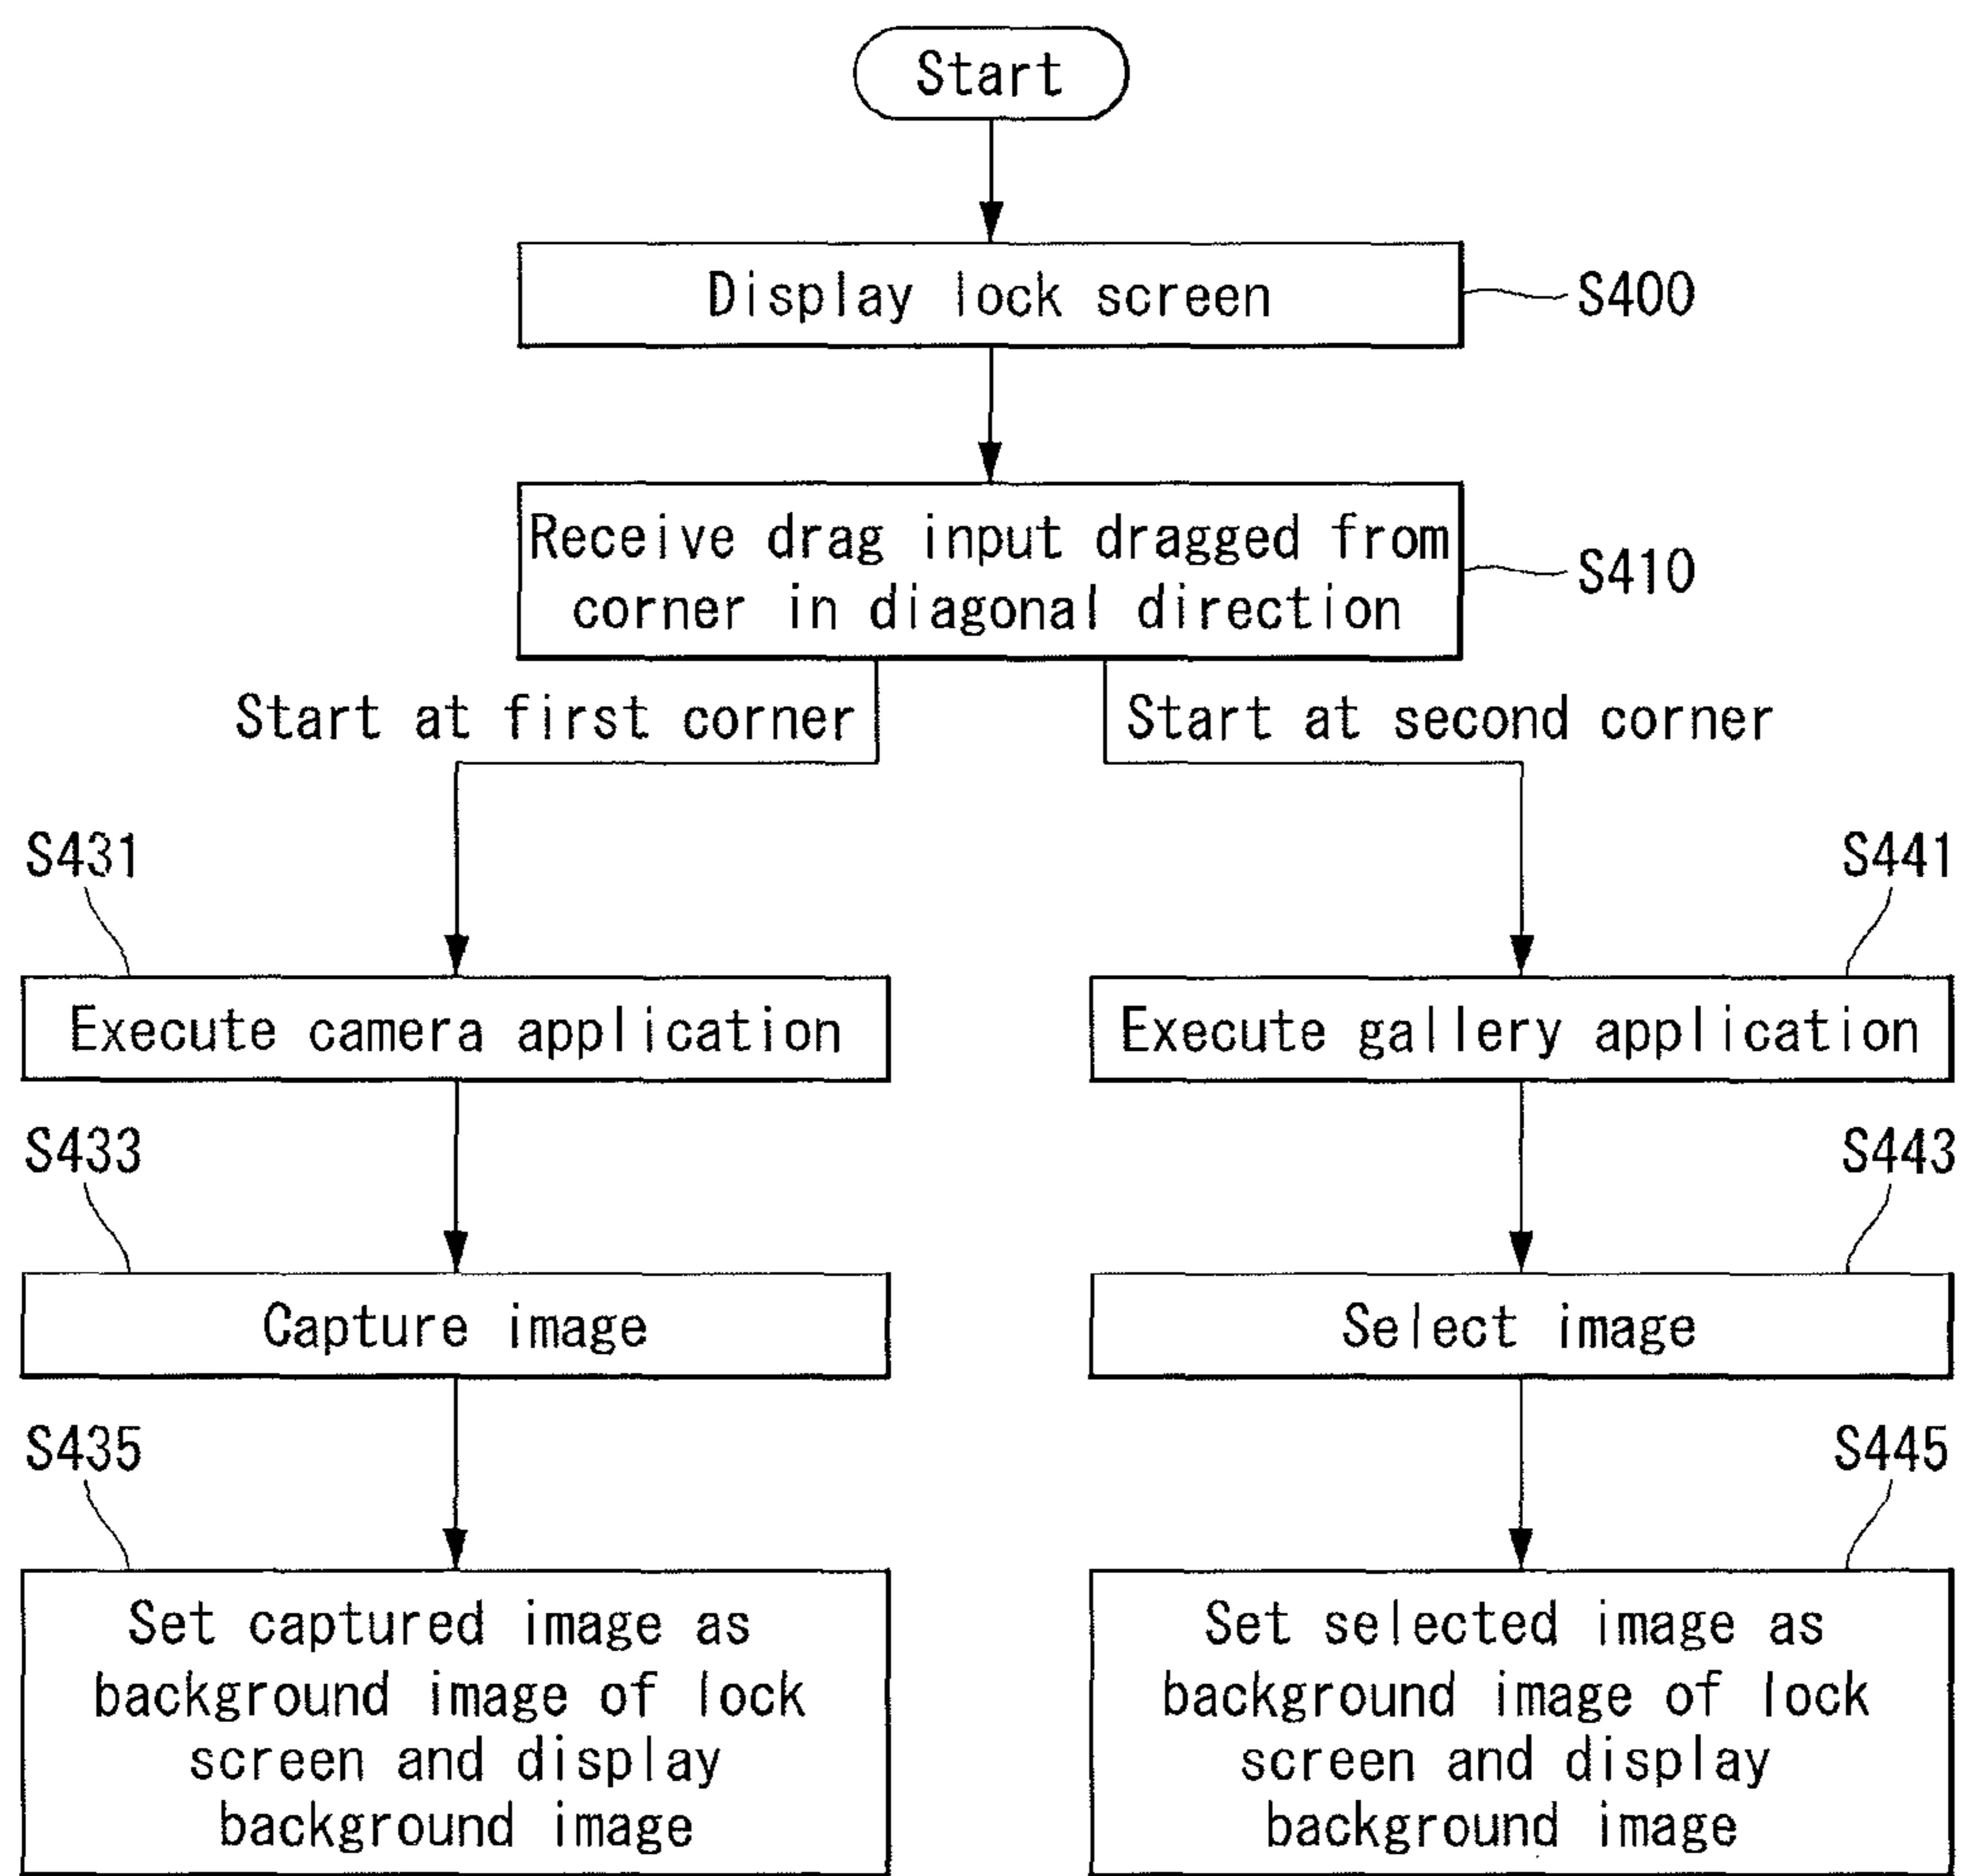 Start
Display lock screen
S400
Receive drag input dragged from
corner in diagonal direction
S410
Start at first corner
Start at second corner
S431
Execute camera application
S441
Execute gallery application
S433
Capture image
S443
Select image
S435
Set captured image as
background image of lock
screen and display
background image
S445
Set selected image as
background image of lock
screen and display
background image